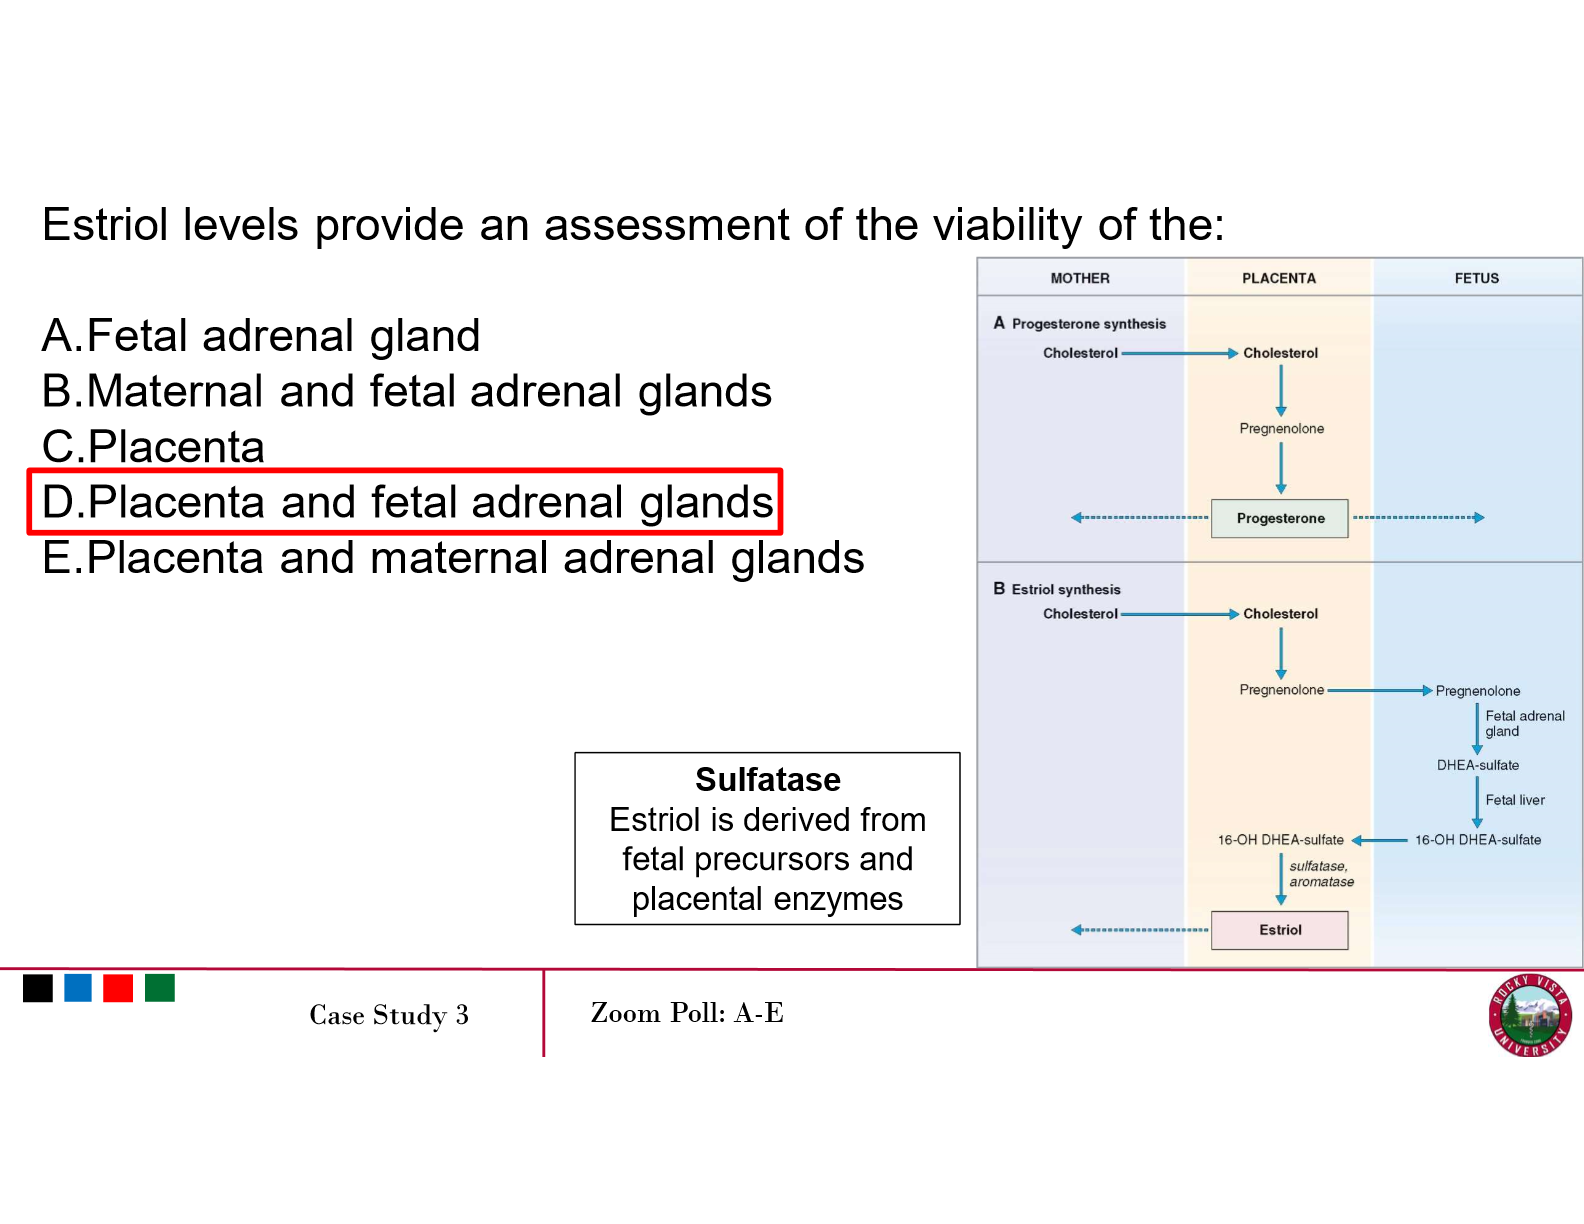 Estriol levels provide an assessment of the viability of the:
A.Fetal adrenal gland
B.Maternal and fetal adrenal glands
C.Placenta
D.Placenta and fetal adrenal glands
E.Placenta and maternal adrenal glands
MOTHER PLACENTA FETUS
A Progesterone synthesis
Cholesterol Cholesterol
Pregnenolone
Progesterone
B Estriol synthesis
Cholesterol Cholesterol
Pregnenolone Pregnenolone
Fetal adrenal
gland
DHEA-sulfate
Fetal liver
16-OH DHEA-sulfate 16-OH DHEA-sulfate
sulfatase,
aromatase
Estriol
Sulfatase
Estriol is derived from
fetal precursors and
placental enzymes
Case Study 3
Zoom Poll: A-E
ROCKY VISTA
UNIVERSITY